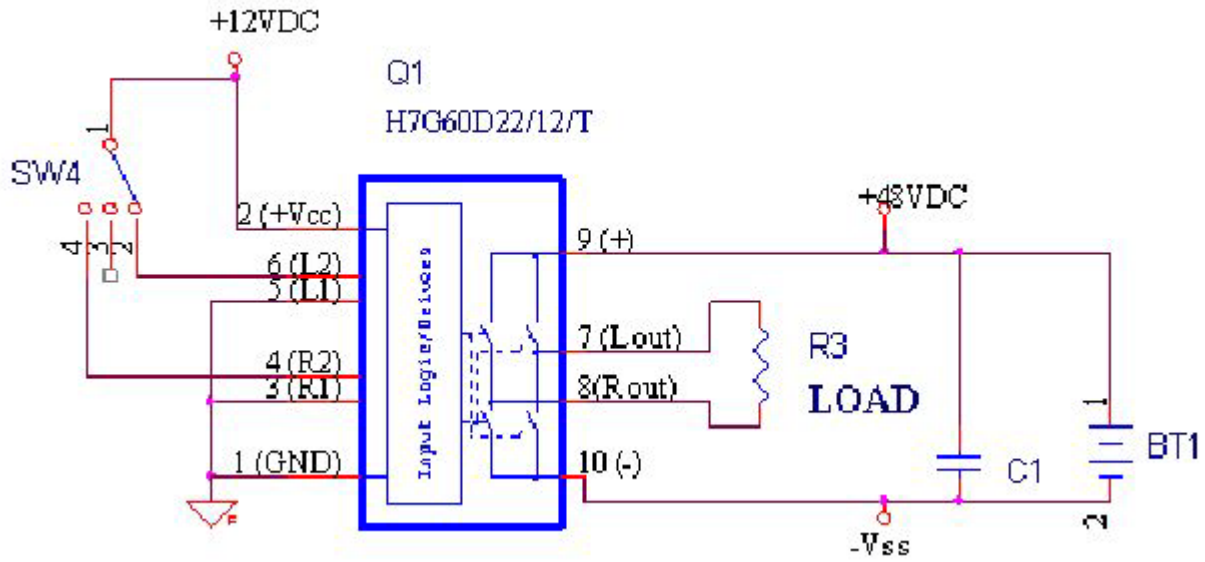 +12VDC
Q1
H7G60D22/12/T
1
SW4
4
3
2
2 (+Vcc)
6 (L2)
5 (L1)
4 (R2)
3 (R1)
1 (GND)
Input Logic/Drives
9 (+)
7 (Lout)
8(Rout)
10 (-)
+48VDC
R3
LOAD
C1
1
BT1
2
-Vss